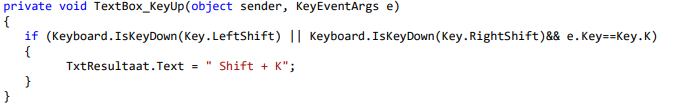 private void TextBox_KeyUp(object sender, KeyEventArgs e)
{
if (Keyboard.IsKeyDown(Key.LeftShift) || Keyboard.IsKeyDown(Key.RightShift)&& e.Key==Key.K)
{
TxtResultaat.Text = " Shift + K";
}
}